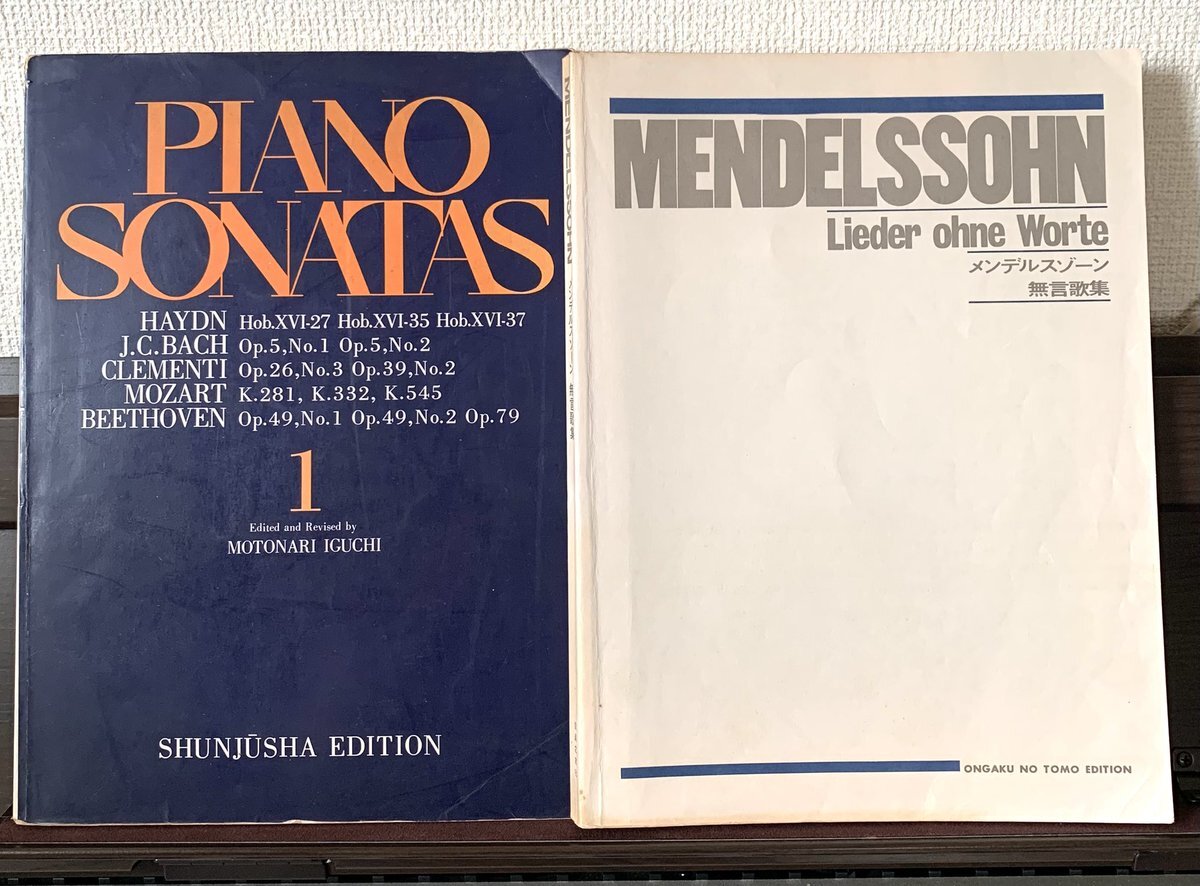 PIANO
SONATAS
HAYDN Hob.XVI-27 Hob.XVI-35 Hob.XVI-37
J.C.BACH Op.5,No.1 Op.5,No.2
CLEMENTI Op.26,No.3 Op.39,No.2
MOZART K.281, K.332, K.545
BEETHOVEN Op.49,No.1 Op.49,No.2 Op.79
1
Edited and Revised by
MOTONARI IGUCHI
SHUNJŪSHA EDITION
MENDELSSOHN
MENDELSSOHN
Lieder ohne Worte
メンデルスゾーン
無言歌集
ONGAKU NO TOMO EDITION